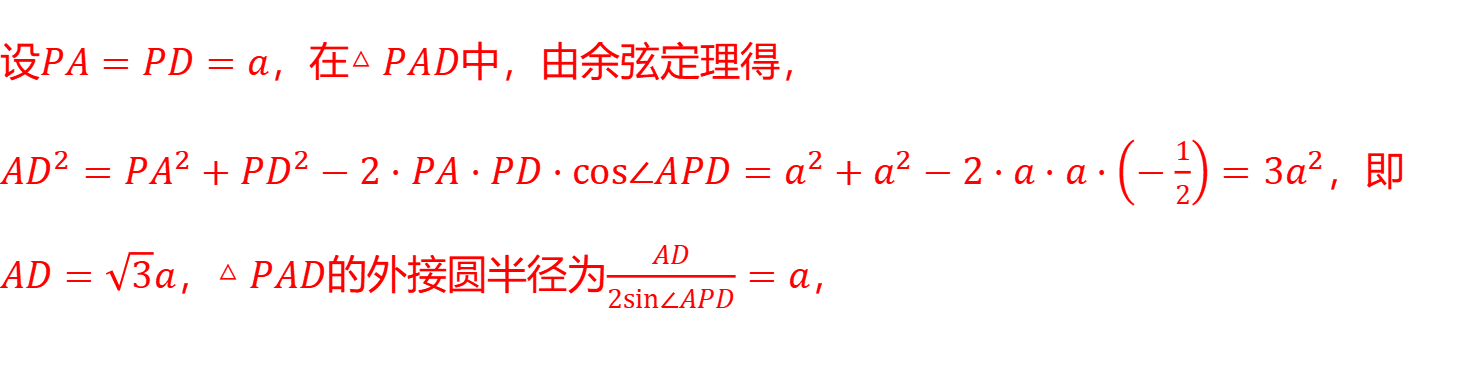 设PA = PD = a，在△ PAD中，由余弦定理得，
AD² = PA² + PD² − 2 · PA · PD · cos∠APD = a² + a² − 2 · a · a · (− 1/2) = 3a²，即
AD = √3a，△ PAD的外接圆半径为 AD/(2sin∠APD) = a，